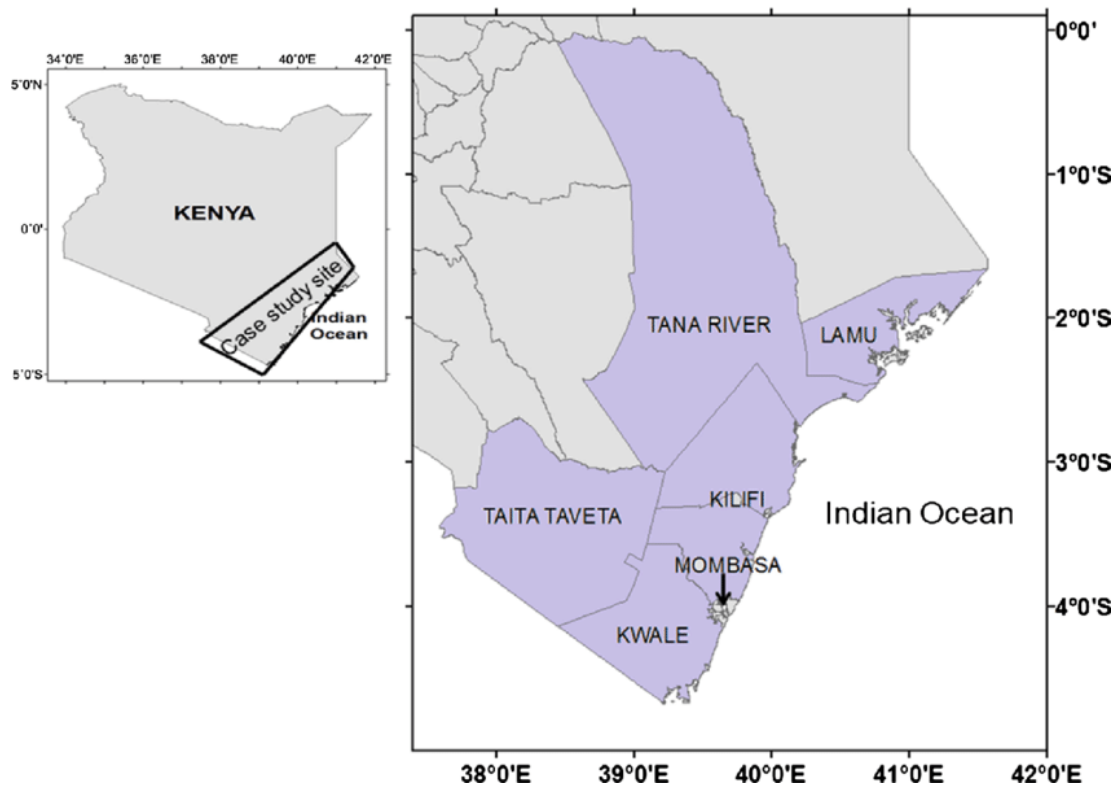 34°0'E 36°0'E 38°0'E 40°0'E 42°0'E
5°0'N
KENYA
0°0'
Case study site
Indian
Ocean
5°0'S
0°0'
1°0'S
TANA RIVER
LAMU
2°0'S
3°0'S
KILIFI
TAITA TAVETA
Indian Ocean
MOMBASA
KWALE
4°0'S
38°0'E 39°0'E 40°0'E 41°0'E 42°0'E